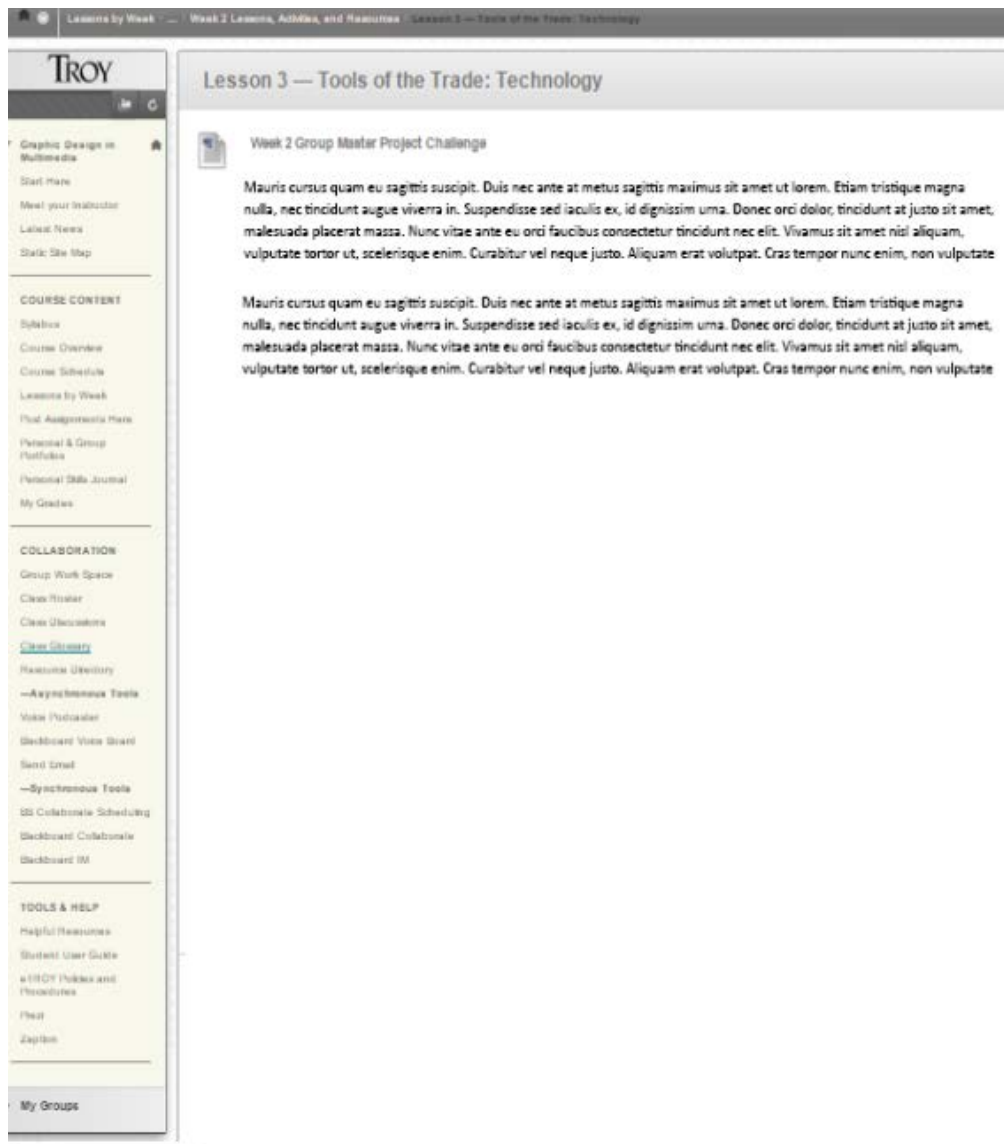 Lessons by Week ... Week 2 Lessons, Activities, and Resources Lesson 3 — Tools of the Trade: Technology
TROY
Graphic Design in
Multimedia
Start Here
Meet your Instructor
Latest News
Static Site Map
COURSE CONTENT
Syllabus
Course Overview
Course Schedule
Lessons by Week
Post Assignments Here
Personal & Group
Portfolios
Personal Skills Journal
My Grades
COLLABORATION
Group Work Space
Class Roster
Class Discussions
Class Glossary
Resource Directory
—Asynchronous Tools
Voice Podcaster
Blackboard Voice Board
Send Email
—Synchronous Tools
BB Collaborate Scheduling
Blackboard Collaborate
Blackboard IM
TOOLS & HELP
Helpful Resources
Student User Guide
eTROY Policies and
Procedures
My Groups
Lesson 3 — Tools of the Trade: Technology
Week 2 Group Master Project Challenge
Mauris cursus quam eu sagittis suscipit. Duis nec ante at metus sagittis maximus sit amet ut lorem. Etiam tristique magna
nulla, nec tincidunt augue viverra in. Suspendisse sed iaculis ex, id dignissim urna. Donec orci dolor, tincidunt at justo sit amet,
malesuada placerat massa. Nunc vitae ante eu orci faucibus consectetur tincidunt nec elit. Vivamus sit amet nisl aliquam,
vulputate tortor ut, scelerisque enim. Curabitur vel neque justo. Aliquam erat volutpat. Cras tempor nunc enim, non vulputate
Mauris cursus quam eu sagittis suscipit. Duis nec ante at metus sagittis maximus sit amet ut lorem. Etiam tristique magna
nulla, nec tincidunt augue viverra in. Suspendisse sed iaculis ex, id dignissim urna. Donec orci dolor, tincidunt at justo sit amet,
malesuada placerat massa. Nunc vitae ante eu orci faucibus consectetur tincidunt nec elit. Vivamus sit amet nisl aliquam,
vulputate tortor ut, scelerisque enim. Curabitur vel neque justo. Aliquam erat volutpat. Cras tempor nunc enim, non vulputate